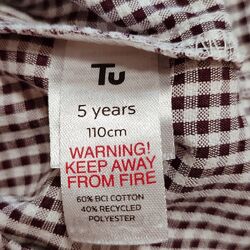 Tu
5 years
110cm
WARNING!
KEEP AWAY
FROM FIRE
60% BCI COTTON
40% RECYCLED
POLYESTER